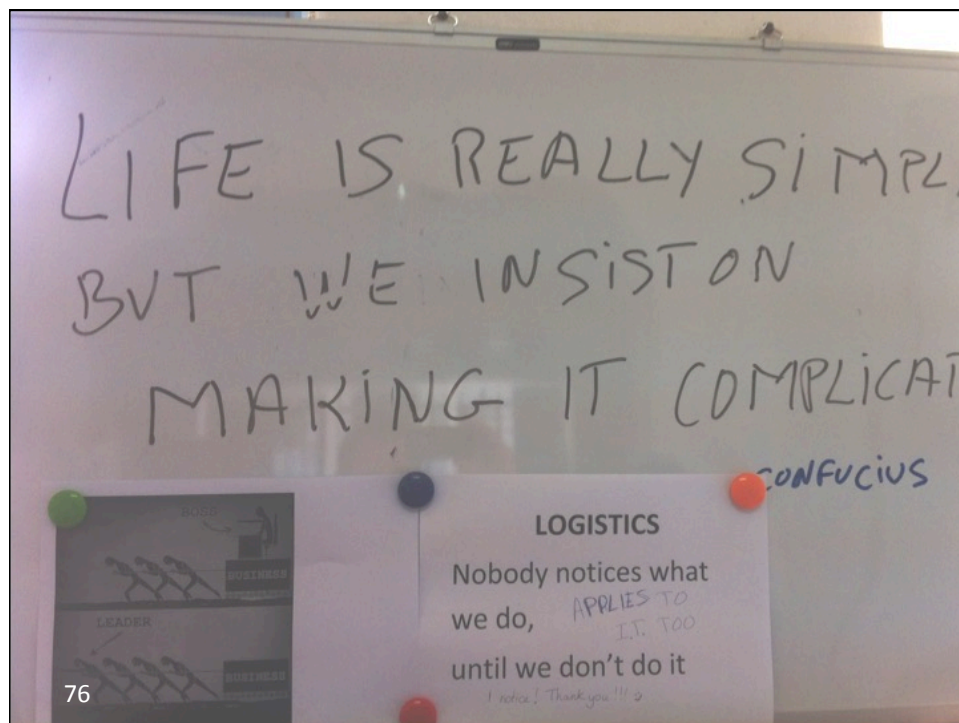 LIFE IS REALLY SiMPL
BUT WE INSiST ON
MAKiNG IT COMPLiCAT
CONFUCiUS
BOSS
BUSINESS
LEADER
BUSINESS
LOGISTICS
Nobody notices what
we do,
APPLIES TO
I.T. TOO
until we don't do it
I notice! Thank you!!!
76